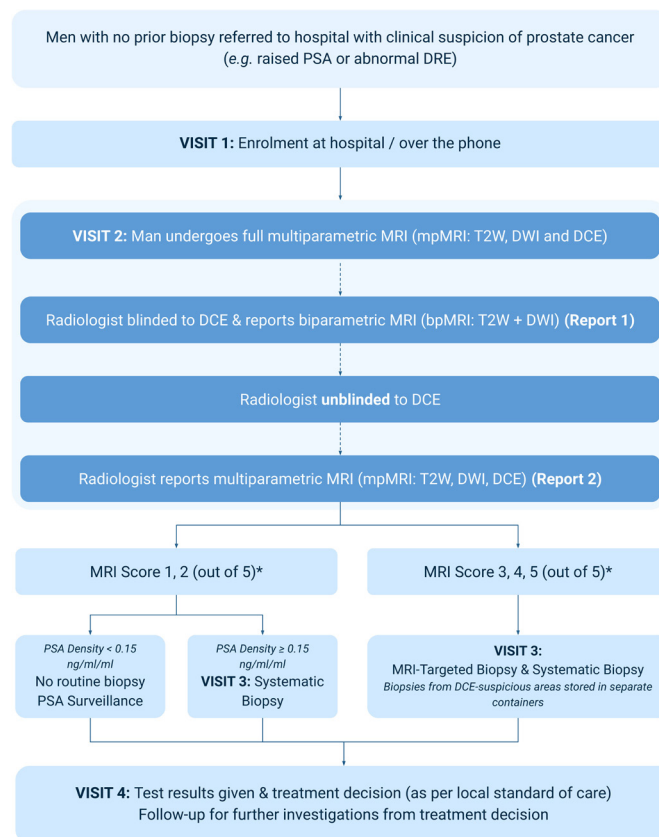 Men with no prior biopsy referred to hospital with clinical suspicion of prostate cancer
(e.g. raised PSA or abnormal DRE)
VISIT 1: Enrolment at hospital / over the phone
VISIT 2: Man undergoes full multiparametric MRI (mpMRI: T2W, DWI and DCE)
Radiologist blinded to DCE & reports biparametric MRI (bpMRI: T2W + DWI) (Report 1)
Radiologist unblinded to DCE
Radiologist reports multiparametric MRI (mpMRI: T2W, DWI, DCE) (Report 2)
MRI Score 1, 2 (out of 5)*
MRI Score 3, 4, 5 (out of 5)*
PSA Density < 0.15
ng/ml/ml
No routine biopsy
PSA Surveillance
PSA Density ≥ 0.15
ng/ml/ml
VISIT 3: Systematic
Biopsy
VISIT 3:
MRI-Targeted Biopsy & Systematic Biopsy
Biopsies from DCE-suspicious areas stored in separate
containers
VISIT 4: Test results given & treatment decision (as per local standard of care)
Follow-up for further investigations from treatment decision